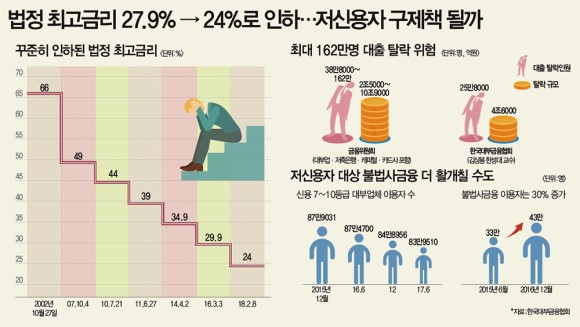 법정 최고금리 27.9% → 24%로 인하…저신용자 구제책 될까
꾸준히 인하된 법정 최고금리 (단위:%)
65
60
55
50
45
40
35
30
25
20
66
49
44
39
34.9
29.9
24
2002년
10월27일
07,10,4
10,7,21
11,6,27
14,4,2
16,3,3
18,2,8
최대 162만명 대출 탈락 위험 (단위:명, 억원)
38만8000~
162만
2조5000~
10조9000
금융위원회
(대부업·저축은행·캐피털·카드사 포함)
25만8000
4조6000
한국대부금융협회
(김상봉 한성대 교수)
대출 탈락인원
탈락 규모
저신용자 대상 불법사금융 더 활개칠 수도 (단위:명)
신용 7~10등급 대부업체 이용자 수
87만9031
87만4700
84만8956
83만9510
2015년
12월
16.6
12
17.6
불법사금융 이용자는 30% 증가
33만
43만
2015년 6월
2016년 12월
*자료:한국대부금융협회